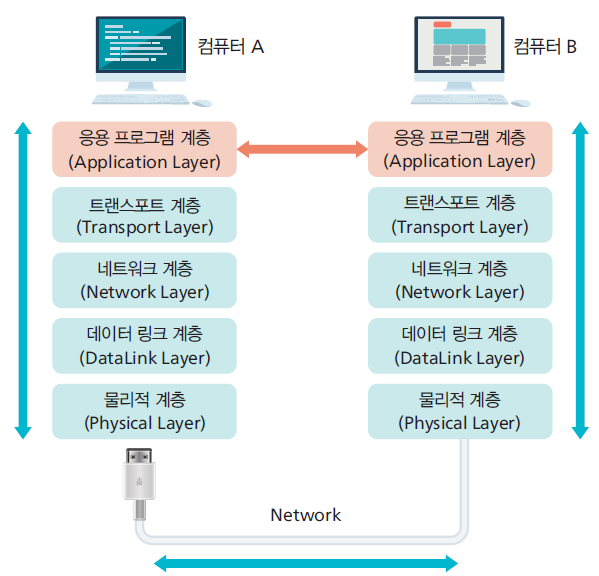 컴퓨터 A
컴퓨터 B
응용 프로그램 계층
(Application Layer)
응용 프로그램 계층
(Application Layer)
트랜스포트 계층
(Transport Layer)
트랜스포트 계층
(Transport Layer)
네트워크 계층
(Network Layer)
네트워크 계층
(Network Layer)
데이터 링크 계층
(DataLink Layer)
데이터 링크 계층
(DataLink Layer)
물리적 계층
(Physical Layer)
물리적 계층
(Physical Layer)
Network